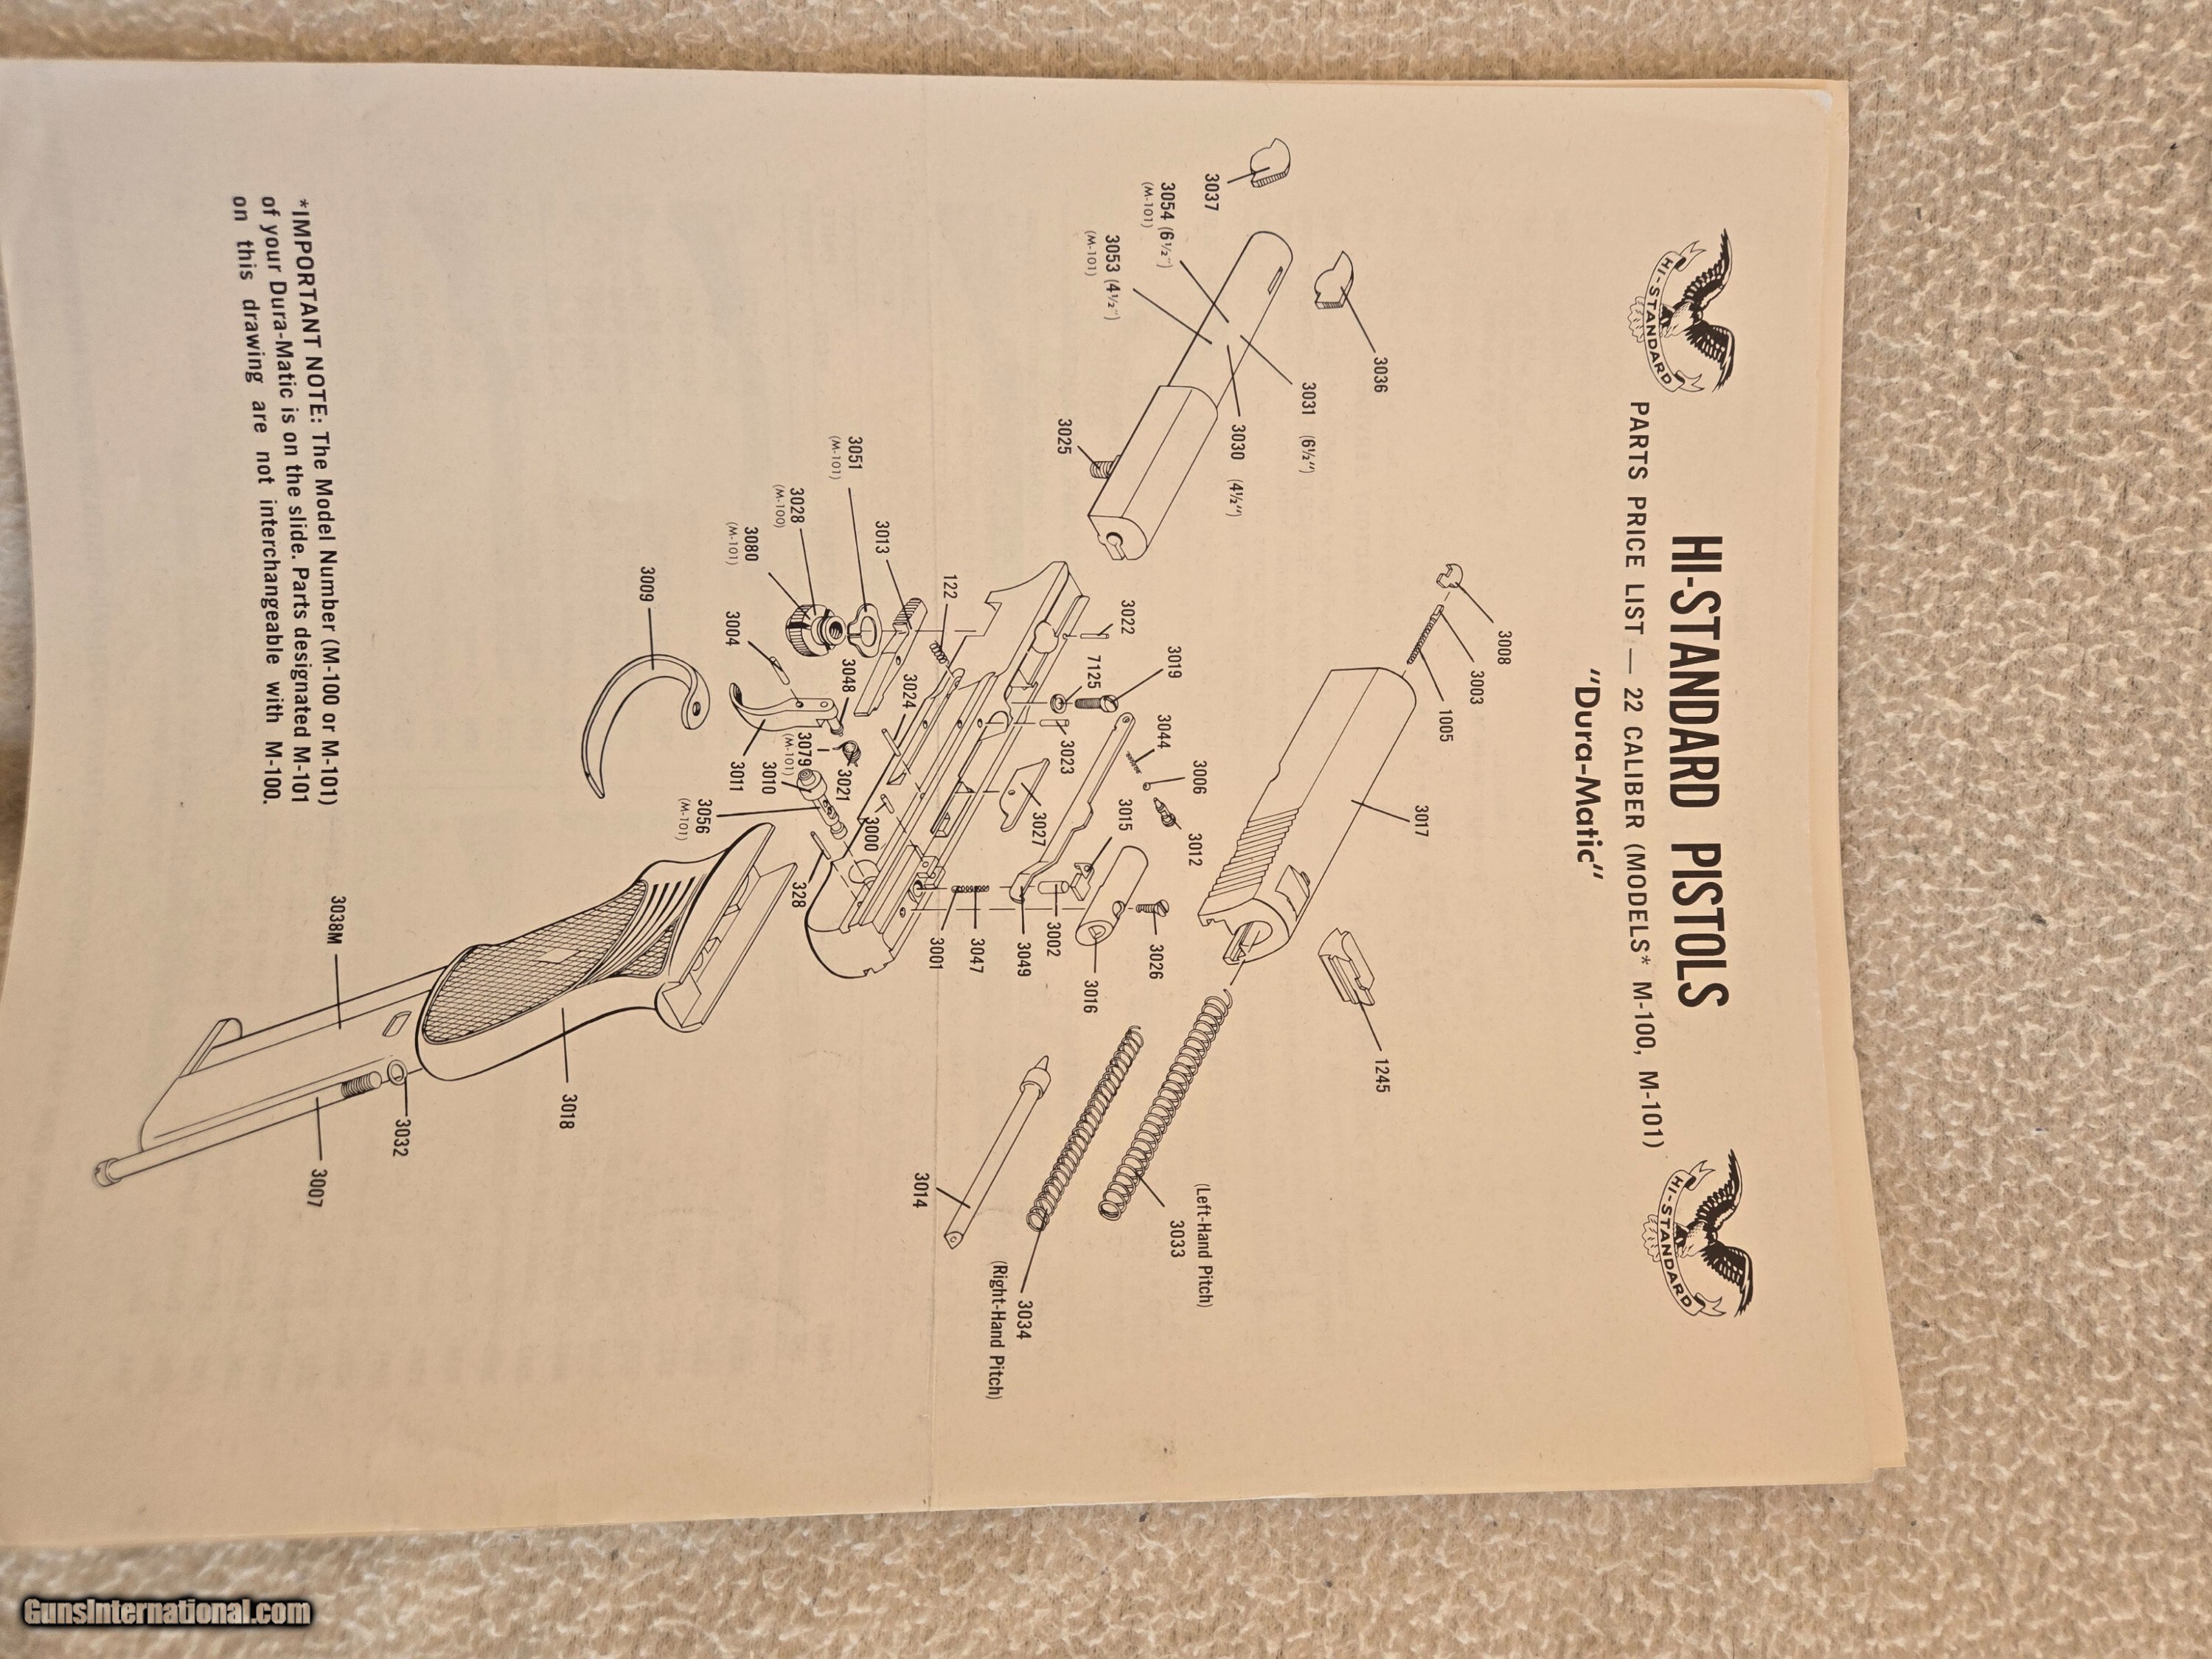 HI-STANDARD
HI-STANDARD PISTOLS
HI-STANDARD
PARTS PRICE LIST — 22 CALIBER (MODELS* M-100, M-101)
"Dura-Matic"
3008
3003
1005
3017
1245
3036
3037
3031 (6½")
3030 (4½")
3054 (6½")
(M-101)
3053 (4½")
(M-101)
3025
3022
3019
7125
3044
3006
3012
3023
3015
3027
3026
3016
3002
3049
3047
3001
(Left-Hand Pitch)
3033
3034
(Right-Hand Pitch)
3014
122
3013
3051
(M-101)
3028
(M-100)
3080
(M-101)
3004
3048
3024
3079
(M-101)
3021
3011
3010
3000
3056
(M-101)
328
3009
3018
3038M
3032
3007
*IMPORTANT NOTE: The Model Number (M-100 or M-101)
of your Dura-Matic is on the slide. Parts designated M-101
on this drawing are not interchangeable with M-100.
GunsInternational.com